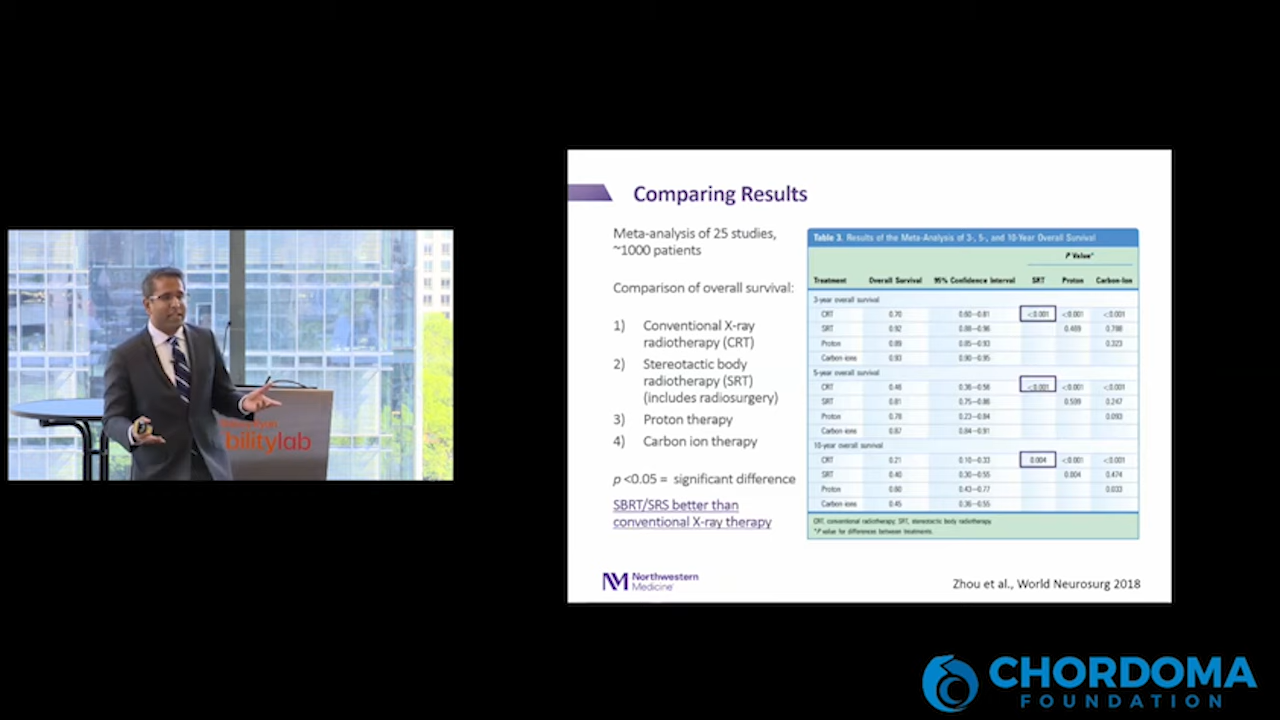 Comparing Results
Meta-analysis of 25 studies,
~1000 patients
Comparison of overall survival:
1) Conventional X-ray
radiotherapy (CRT)
2) Stereotactic body
radiotherapy (SRT)
(includes radiosurgery)
3) Proton therapy
4) Carbon ion therapy
p <0.05 = significant difference
SBRT/SRS better than
conventional X-ray therapy
Table 3. Results of the Meta-Analysis of 3-, 5-, and 10-Year Overall Survival
P Value*
Treatment Overall Survival 95% Confidence Interval SRT Proton Carbon-Ion
3-year overall survival
CRT 0.70 0.60–0.81 <0.001 <0.001 <0.001
SRT 0.92 0.88–0.96 0.469 0.788
Proton 0.89 0.85–0.93 0.323
Carbon ions 0.93 0.90–0.95
5-year overall survival
CRT 0.46 0.36–0.56 <0.001 <0.001 <0.001
SRT 0.81 0.75–0.86 0.599 0.247
Proton 0.78 0.23–0.84 0.093
Carbon ions 0.87 0.84–0.91
10-year overall survival
CRT 0.21 0.10–0.33 0.004 <0.001 <0.001
SRT 0.40 0.30–0.55 0.004 0.474
Proton 0.60 0.43–0.77 0.033
Carbon ions 0.45 0.36–0.55
CRT, conventional radiotherapy; SRT, stereotactic body radiotherapy.
*P value for differences between treatments.
NM Northwestern
Medicine
Zhou et al., World Neurosurg 2018
bilitylab
CHORDOMA
FOUNDATION